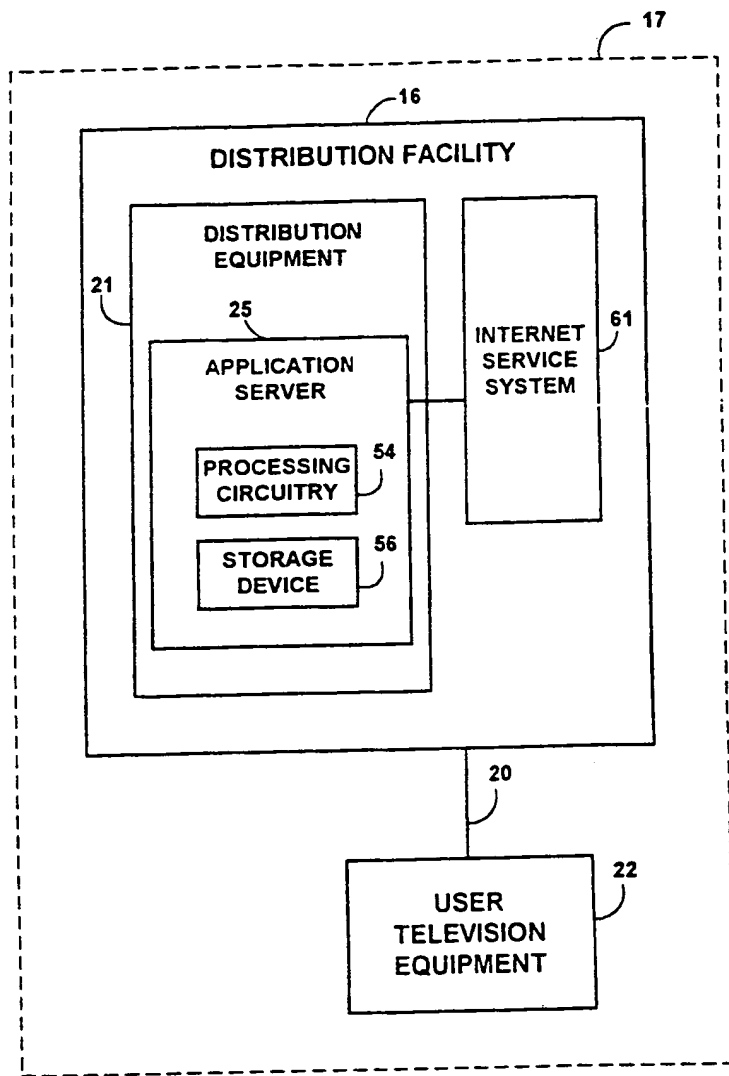 17
16
DISTRIBUTION FACILITY
DISTRIBUTION
EQUIPMENT
21
25
APPLICATION
SERVER
PROCESSING
CIRCUITRY
54
STORAGE
DEVICE
56
INTERNET
SERVICE
SYSTEM
61
20
USER
TELEVISION
EQUIPMENT
22